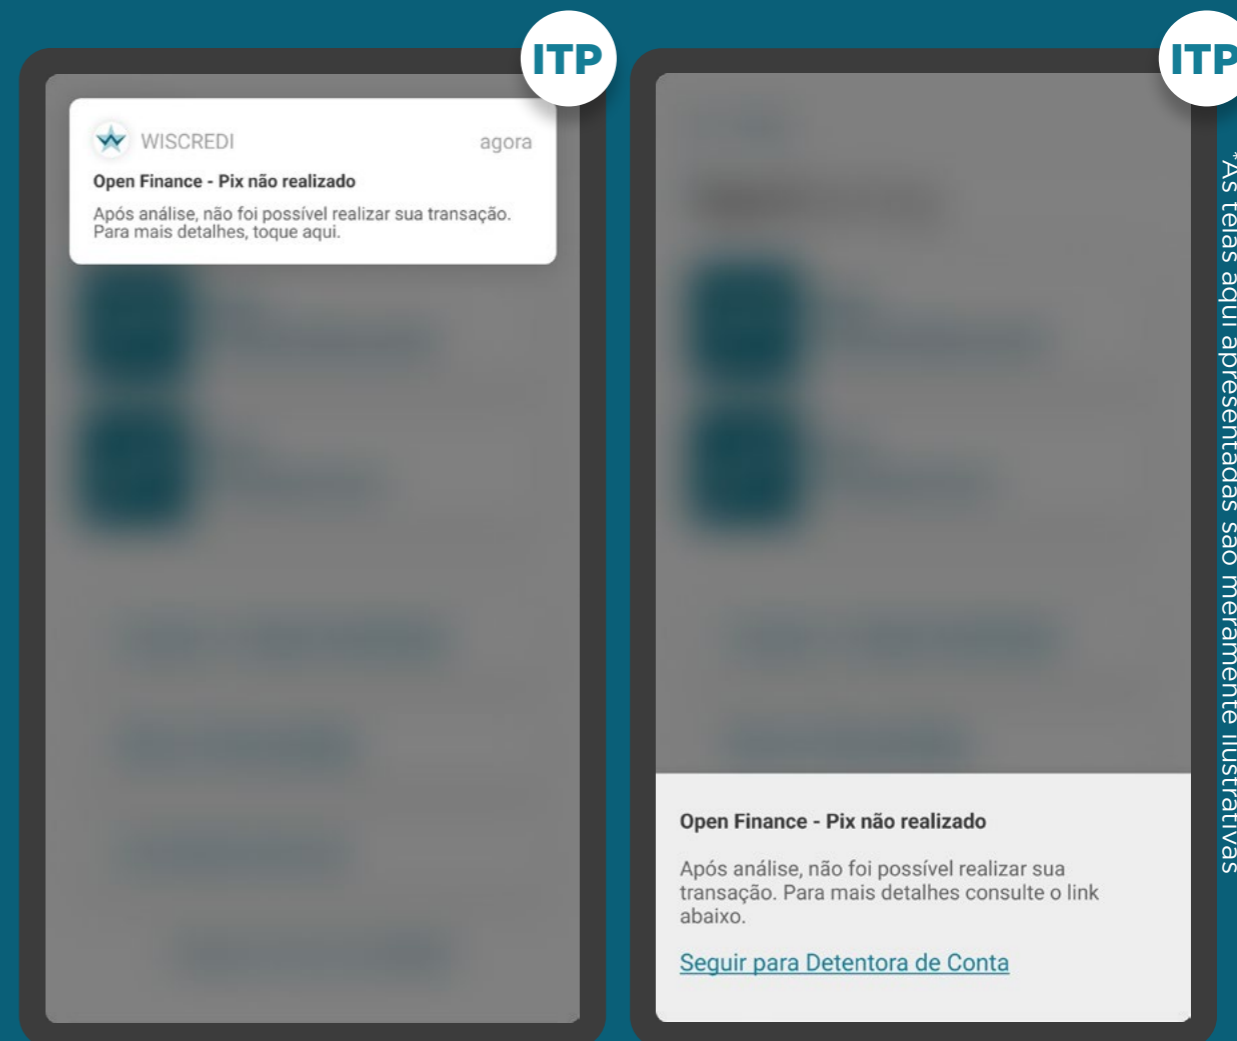 ITP
WISCREDI
agora
Open Finance - Pix não realizado
Após análise, não foi possível realizar sua transação.
Para mais detalhes, toque aqui.
ITP
Open Finance - Pix não realizado
Após análise, não foi possível realizar sua
transação. Para mais detalhes consulte o link
abaixo.
Seguir para Detentora de Conta
*As telas aqui apresentadas são meramente ilustrativas